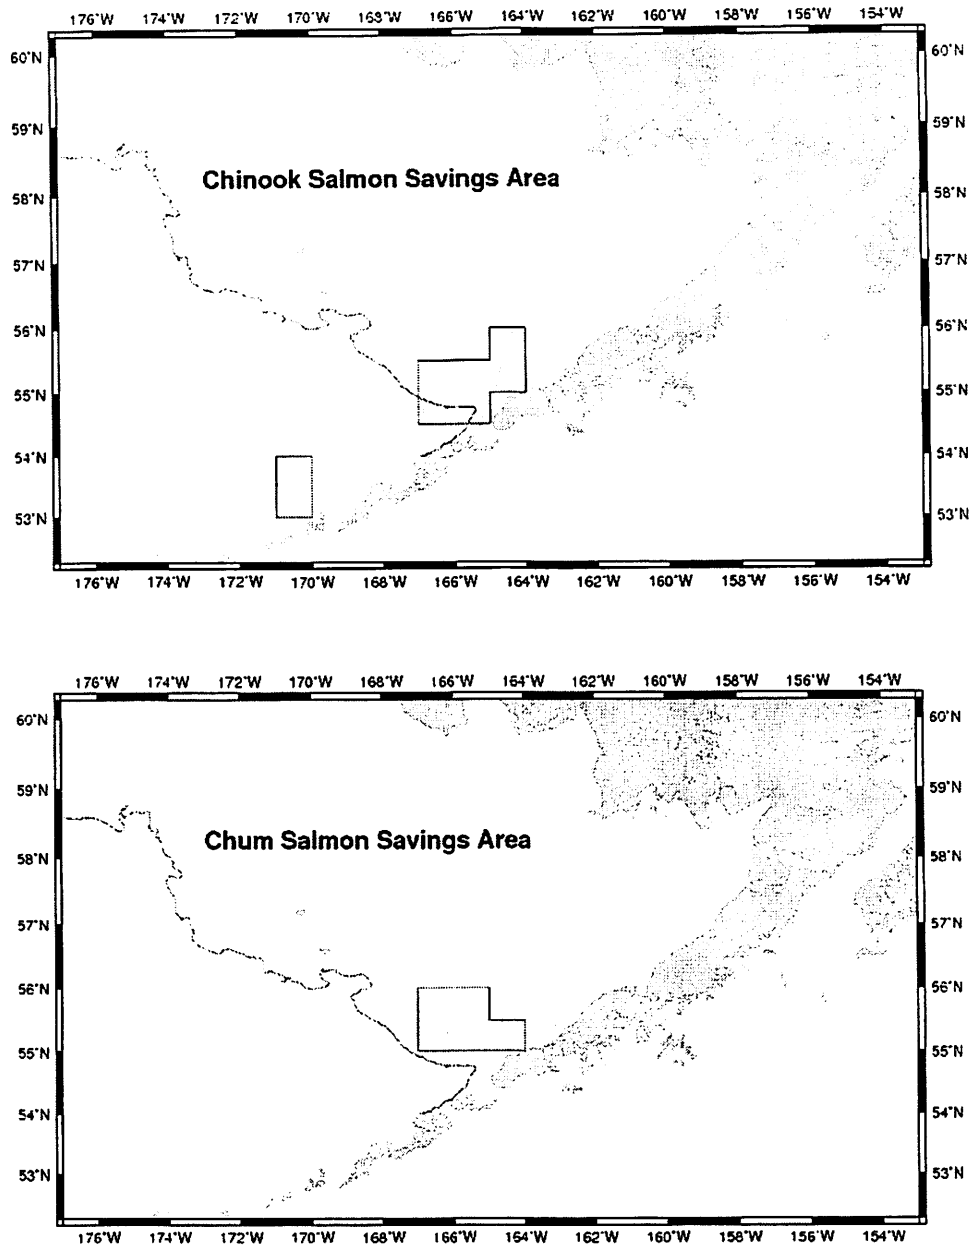 176°W 174°W 172°W 170°W 168°W 166°W 164°W 162°W 160°W 158°W 156°W 154°W
60°N 60°N
59°N 59°N
Chinook Salmon Savings Area
58°N 58°N
57°N 57°N
56°N 56°N
55°N 55°N
54°N 54°N
53°N 53°N
176°W 174°W 172°W 170°W 168°W 166°W 164°W 162°W 160°W 158°W 156°W 154°W
176°W 174°W 172°W 170°W 168°W 166°W 164°W 162°W 160°W 158°W 156°W 154°W
60°N 60°N
59°N 59°N
Chum Salmon Savings Area
58°N 58°N
57°N 57°N
56°N 56°N
55°N 55°N
54°N 54°N
53°N 53°N
176°W 174°W 172°W 170°W 168°W 166°W 164°W 162°W 160°W 158°W 156°W 154°W